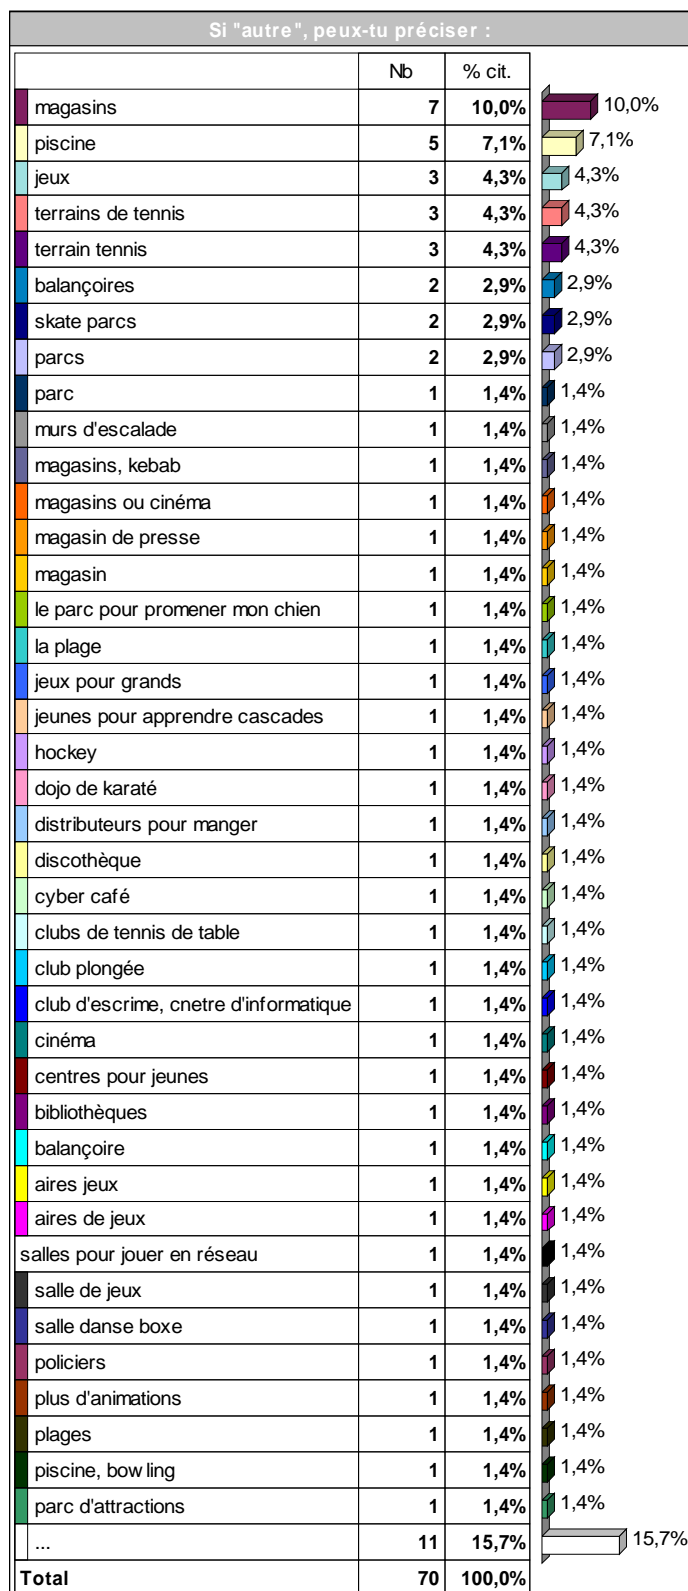 Si "autre", peux-tu préciser :
Nb % cit.
magasins 7 10,0% 10,0%
piscine 5 7,1% 7,1%
jeux 3 4,3% 4,3%
terrains de tennis 3 4,3% 4,3%
terrain tennis 3 4,3% 4,3%
balançoires 2 2,9% 2,9%
skate parcs 2 2,9% 2,9%
parcs 2 2,9% 2,9%
parc 1 1,4% 1,4%
murs d'escalade 1 1,4% 1,4%
magasins, kebab 1 1,4% 1,4%
magasins ou cinéma 1 1,4% 1,4%
magasin de presse 1 1,4% 1,4%
magasin 1 1,4% 1,4%
le parc pour promener mon chien 1 1,4% 1,4%
la plage 1 1,4% 1,4%
jeux pour grands 1 1,4% 1,4%
jeunes pour apprendre cascades 1 1,4% 1,4%
hockey 1 1,4% 1,4%
dojo de karaté 1 1,4% 1,4%
distributeurs pour manger 1 1,4% 1,4%
discothèque 1 1,4% 1,4%
cyber café 1 1,4% 1,4%
clubs de tennis de table 1 1,4% 1,4%
club plongée 1 1,4% 1,4%
club d'escrime, cnetre d'informatique 1 1,4% 1,4%
cinéma 1 1,4% 1,4%
centres pour jeunes 1 1,4% 1,4%
bibliothèques 1 1,4% 1,4%
balançoire 1 1,4% 1,4%
aires jeux 1 1,4% 1,4%
aires de jeux 1 1,4% 1,4%
salles pour jouer en réseau 1 1,4% 1,4%
salle de jeux 1 1,4% 1,4%
salle danse boxe 1 1,4% 1,4%
policiers 1 1,4% 1,4%
plus d'animations 1 1,4% 1,4%
plages 1 1,4% 1,4%
piscine, bowling 1 1,4% 1,4%
parc d'attractions 1 1,4% 1,4%
... 11 15,7% 15,7%
Total 70 100,0%